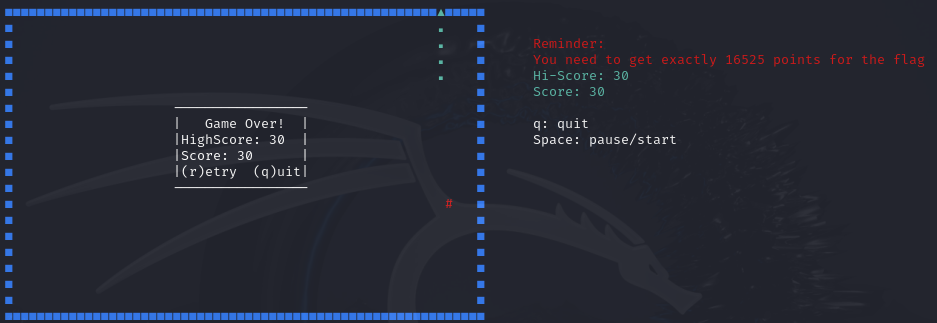 Reminder:
You need to get exactly 16525 points for the flag
Hi-Score: 30
Score: 30
q: quit
Space: pause/start
Game Over!
HighScore: 30
Score: 30
(r)etry (q)uit
#